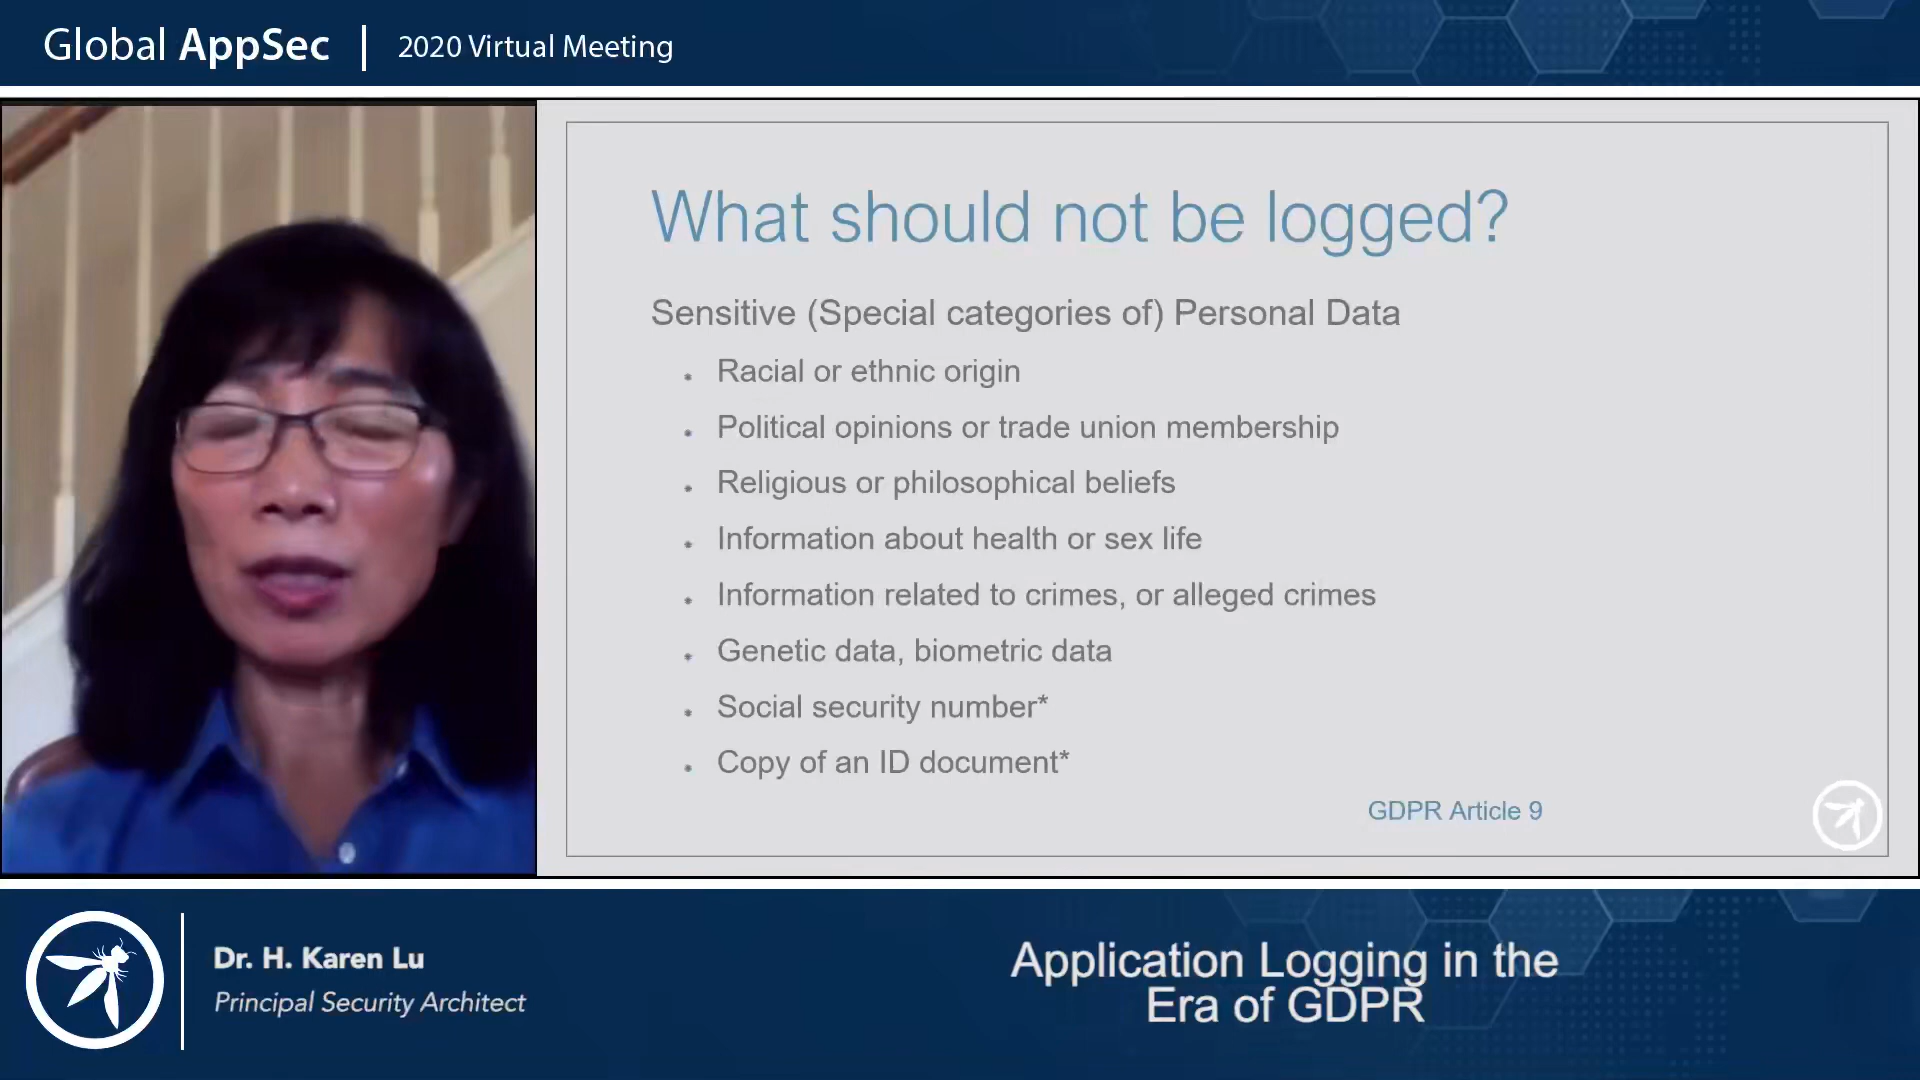 Global AppSec | 2020 Virtual Meeting
What should not be logged?
Sensitive (Special categories of) Personal Data
• Racial or ethnic origin
• Political opinions or trade union membership
• Religious or philosophical beliefs
• Information about health or sex life
• Information related to crimes, or alleged crimes
• Genetic data, biometric data
• Social security number*
• Copy of an ID document*
GDPR Article 9
Dr. H. Karen Lu
Principal Security Architect
Application Logging in the
Era of GDPR